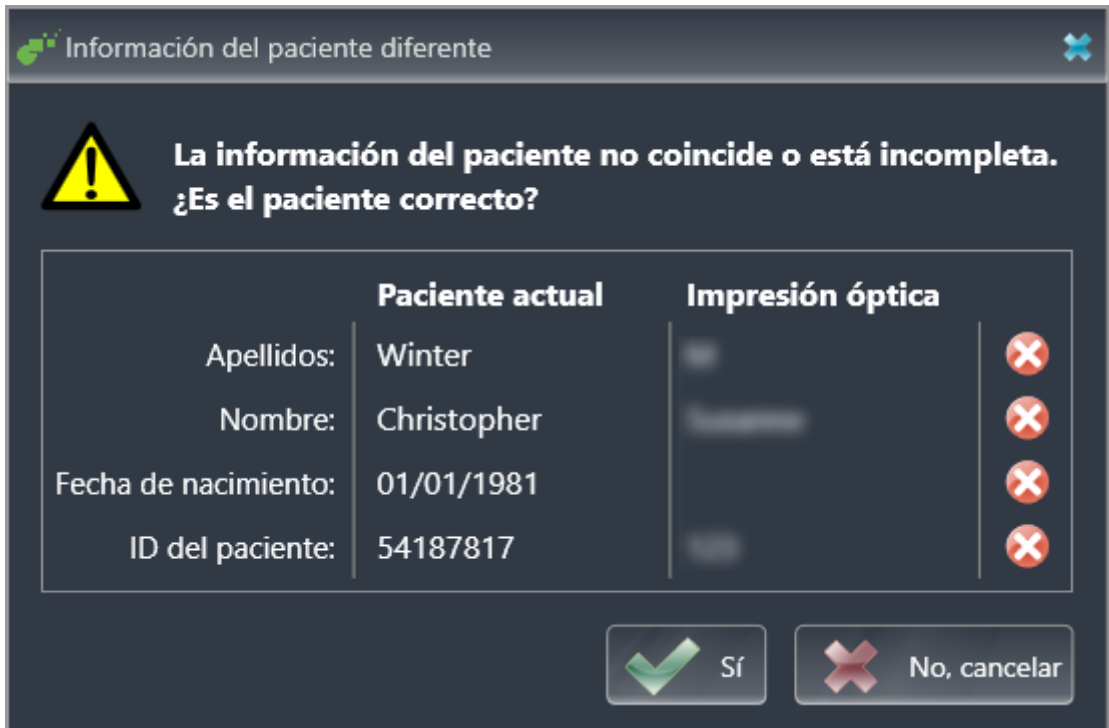 Información del paciente diferente
La información del paciente no coincide o está incompleta.
¿Es el paciente correcto?
Paciente actual Impresión óptica
Apellidos: Winter
Nombre: Christopher
Fecha de nacimiento: 01/01/1981
ID del paciente: 54187817
Sí No, cancelar